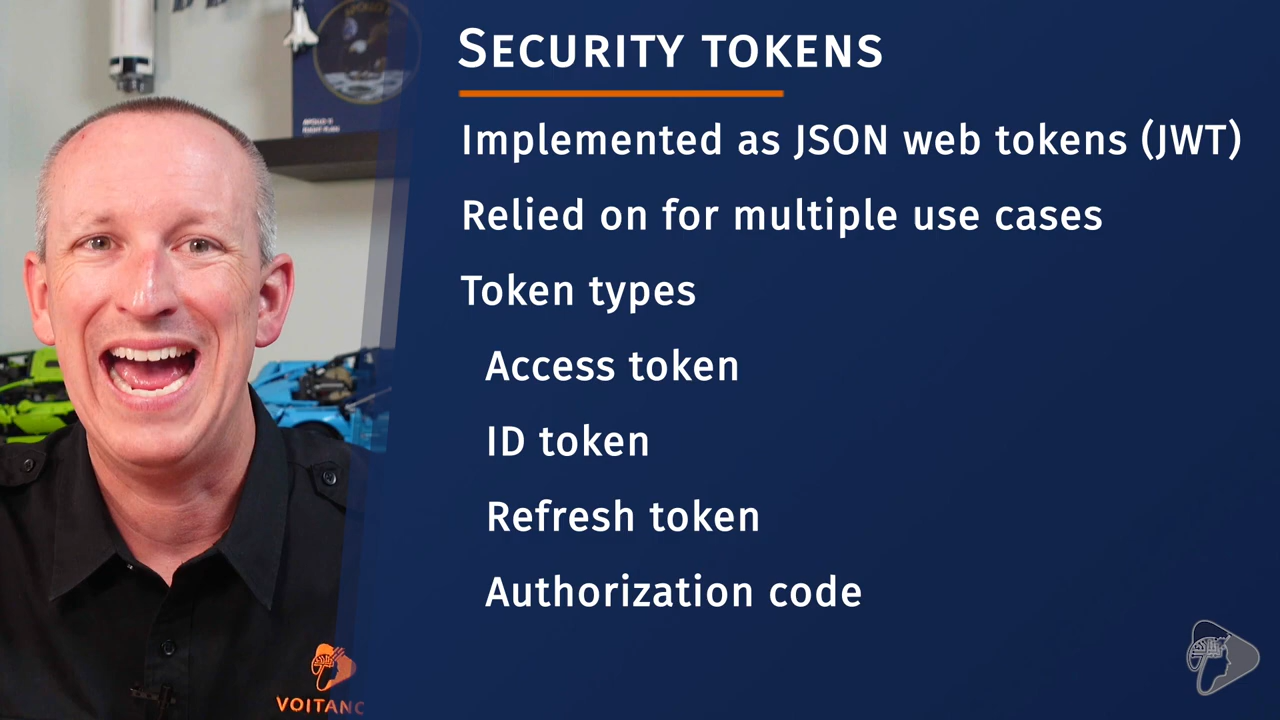 SECURITY TOKENS
Implemented as JSON web tokens (JWT)
Relied on for multiple use cases
Token types
Access token
ID token
Refresh token
Authorization code
VOITANC